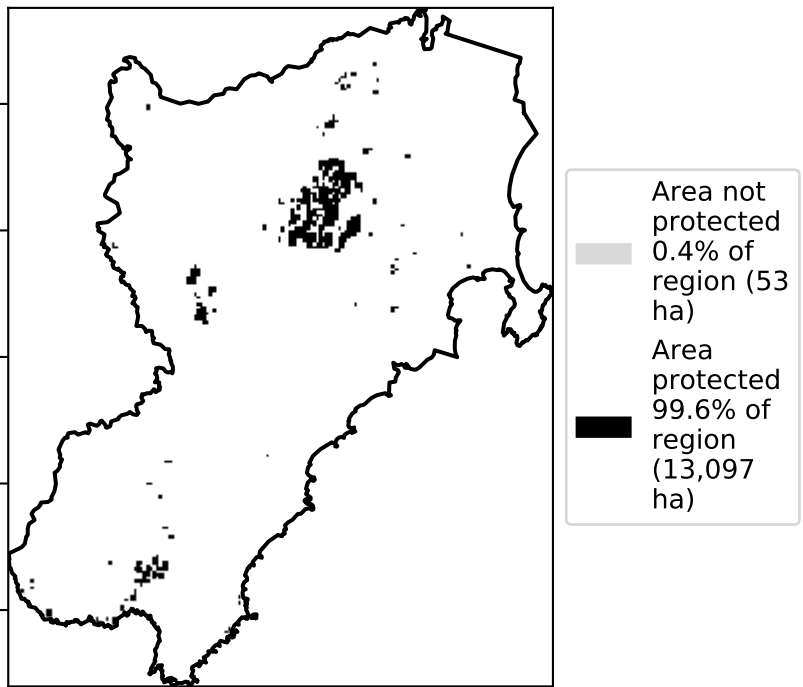 Area not
protected
0.4% of
region (53
ha)
Area
protected
99.6% of
region
(13,097
ha)